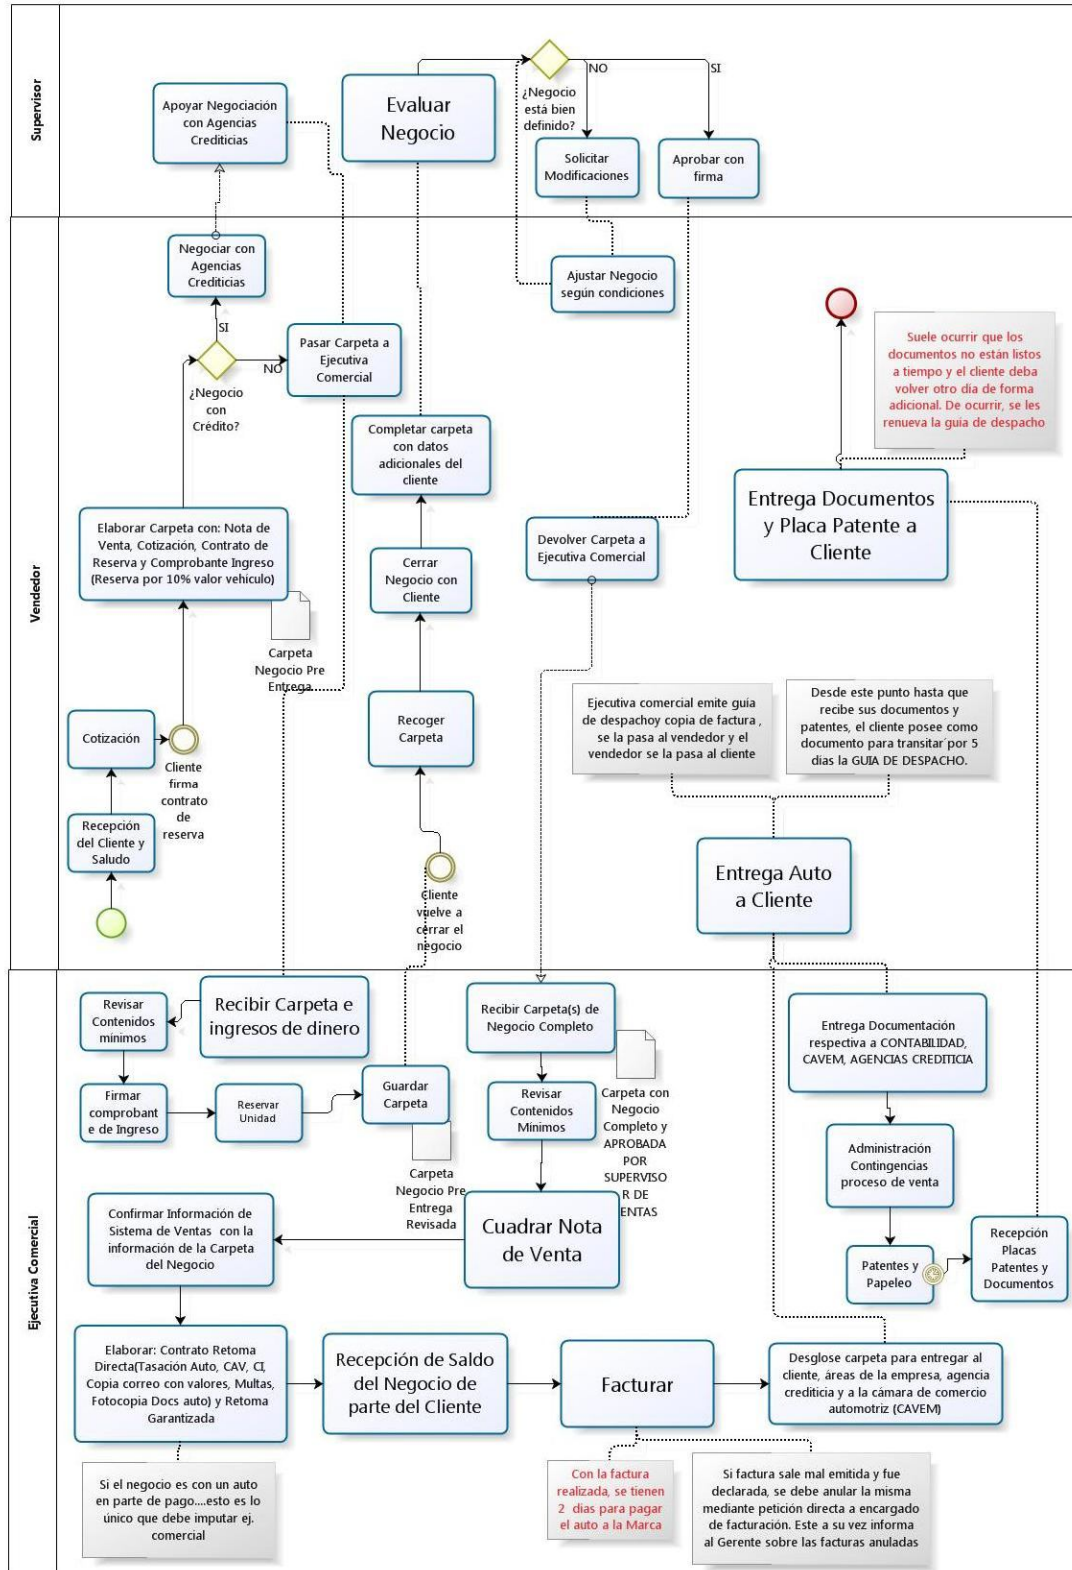 Supervisor
Apoyar Negociación
con Agencias
Crediticias
Evaluar
Negocio
¿Negocio
está bien
definido?
NO
SI
Solicitar
Modificaciones
Aprobar con
firma
Vendedor
Negociar con
Agencias
Crediticias
SI
NO
¿Negocio
con
Crédito?
Pasar Carpeta a
Ejecutiva
Comercial
Ajustar Negocio
según condiciones
Suele ocurrir que los
documentos no están listos
a tiempo y el cliente deba
volver otro dia de forma
adicional. De ocurrir, se les
renueva la guia de despacho
Completar carpeta
con datos
adicionales del
cliente
Entrega Documentos
y Placa Patente a
Cliente
Elaborar Carpeta con: Nota de
Venta, Cotización, Contrato de
Reserva y Comprobante Ingreso
(Reserva por 10% valor vehículo)
Devolver Carpeta a
Ejecutiva Comercial
Cerrar
Negocio con
Cliente
Carpeta
Negocio Pre
Entrega
Cotización
Cliente
firma
contrato
de
reserva
Recoger
Carpeta
Ejecutiva comercial emite guía
de despachoy copia de factura ,
se la pasa al vendedor y el
vendedor se la pasa al cliente
Desde este punto hasta que
recibe sus documentos y
patentes, el cliente posee como
documento para transitar por 5
dias la GUIA DE DESPACHO.
Recepción
del Cliente y
Saludo
Cliente
vuelve a
cerrar el
negocio
Entrega Auto
a Cliente
Ejecutiva Comercial
Revisar
Contenidos
mínimos
Recibir Carpeta e
ingresos de dinero
Recibir Carpeta(s) de
Negocio Completo
Entrega Documentación
respectiva a CONTABILIDAD,
CAVEM, AGENCIAS CREDITICIA
Firmar
comprobant
e de Ingreso
Reservar
Unidad
Guardar
Carpeta
Revisar
Contenidos
Mínimos
Carpeta con
Negocio
Completo y
APROBADA
POR
SUPERVISO
R DE
ENTAS
Administración
Contingencias
proceso de venta
Carpeta
Negocio Pre
Entrega
Revisada
Confirmar Información de
Sistema de Ventas con la
información de la Carpeta
del Negocio
Cuadrar Nota
de Venta
Patentes y
Papeleo
Recepción
Placas
Patentes y
Documentos
Elaborar: Contrato Retoma
Directa(Tasación Auto, CAV, CI,
Copia correo con valores, Multas,
Fotocopia Docs auto) y Retoma
Garantizada
Recepción de Saldo
del Negocio de
parte del Cliente
Facturar
Desglose carpeta para entregar al
cliente, áreas de la empresa, agencia
crediticia y a la cámara de comercio
automotriz (CAVEM)
Si el negocio es con un auto
en parte de pago....esto es lo
único que debe imputar ej.
comercial
Con la factura
realizada, se tienen
2 dias para pagar
el auto a la Marca
Si factura sale mal emitida y fue
declarada, se debe anular la misma
mediante petición directa a encargado
de facturación. Este a su vez informa
al Gerente sobre las facturas anuladas